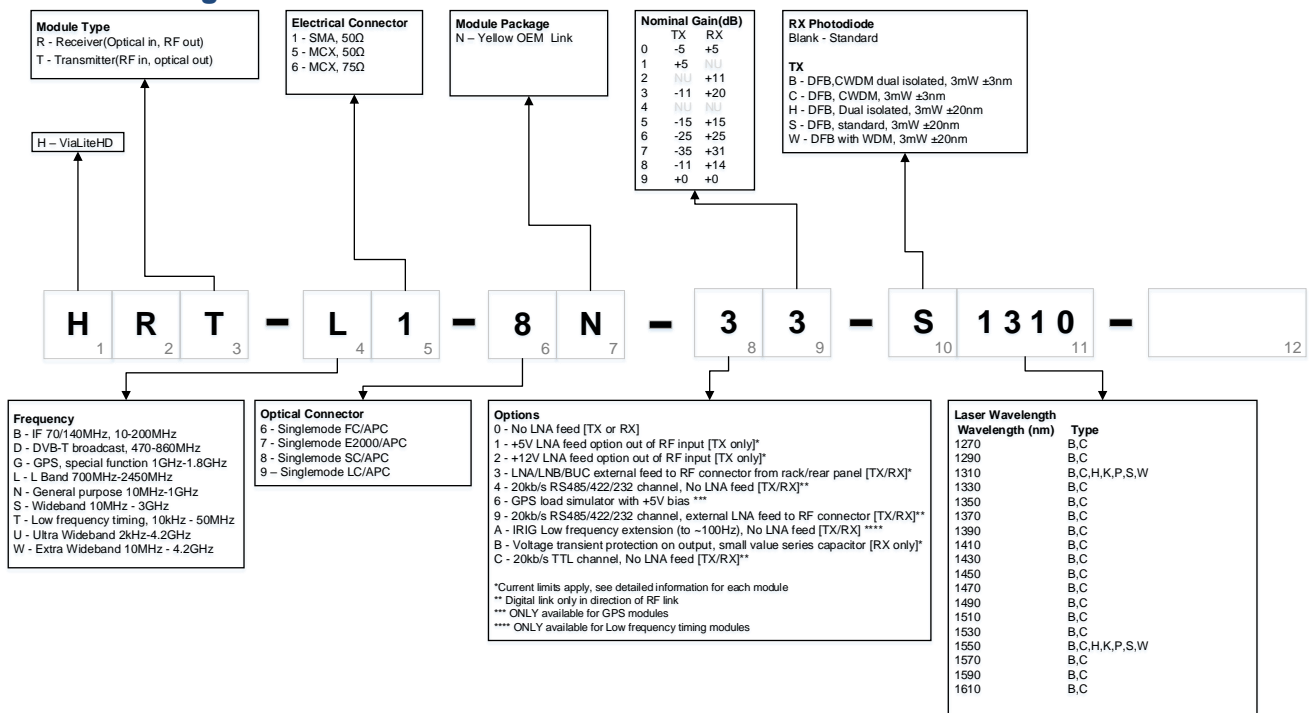 Module Type
R - Receiver(Optical in, RF out)
T - Transmitter(RF in, optical out)
H – ViaLiteHD
Electrical Connector
1 - SMA, 50Ω
5 - MCX, 50Ω
6 - MCX, 75Ω
Module Package
N – Yellow OEM Link
Nominal Gain(dB)
TX RX
0 -5 +5
1 +5 NU
2 NU +11
3 -11 +20
4 NU NU
5 -15 +15
6 -25 +25
7 -35 +31
8 -11 +14
9 +0 +0
RX Photodiode
Blank - Standard
TX
B - DFB,CWDM dual isolated, 3mW ±3nm
C - DFB, CWDM, 3mW ±3nm
H - DFB, Dual isolated, 3mW ±20nm
S - DFB, standard, 3mW ±20nm
W - DFB with WDM, 3mW ±20nm
H R T – L 1 – 8 N – 3 3 – S 1310 –
1 2 3 4 5 6 7 8 9 10 11 12
Frequency
B - IF 70/140MHz, 10-200MHz
D - DVB-T broadcast, 470-860MHz
G - GPS, special function 1GHz-1.8GHz
L - L Band 700MHz-2450MHz
N - General purpose 10MHz-1GHz
S - Wideband 10MHz - 3GHz
T - Low frequency timing, 10kHz - 50MHz
U - Ultra Wideband 2kHz-4.2GHz
W - Extra Wideband 10MHz - 4.2GHz
Optical Connector
6 - Singlemode FC/APC
7 - Singlemode E2000/APC
8 - Singlemode SC/APC
9 – Singlemode LC/APC
Options
0 - No LNA feed [TX or RX]
1 - +5V LNA feed option out of RF input [TX only]*
2 - +12V LNA feed option out of RF input [TX only]*
3 - LNA/LNB/BUC external feed to RF connector from rack/rear panel [TX/RX]*
4 - 20kb/s RS485/422/232 channel, No LNA feed [TX/RX]**
6 - GPS load simulator with +5V bias ***
9 - 20kb/s RS485/422/232 channel, external LNA feed to RF connector [TX/RX]**
A - IRIG Low frequency extension (to ~100Hz), No LNA feed [TX/RX] ****
B - Voltage transient protection on output, small value series capacitor [RX only]*
C - 20kb/s TTL channel, No LNA feed [TX/RX]**
*Current limits apply, see detailed information for each module
** Digital link only in direction of RF link
*** ONLY available for GPS modules
**** ONLY available for Low frequency timing modules
Laser Wavelength
Wavelength (nm) Type
1270 B,C
1290 B,C
1310 B,C,H,K,P,S,W
1330 B,C
1350 B,C
1370 B,C
1390 B,C
1410 B,C
1430 B,C
1450 B,C
1470 B,C
1490 B,C
1510 B,C
1530 B,C
1550 B,C,H,K,P,S,W
1570 B,C
1590 B,C
1610 B,C